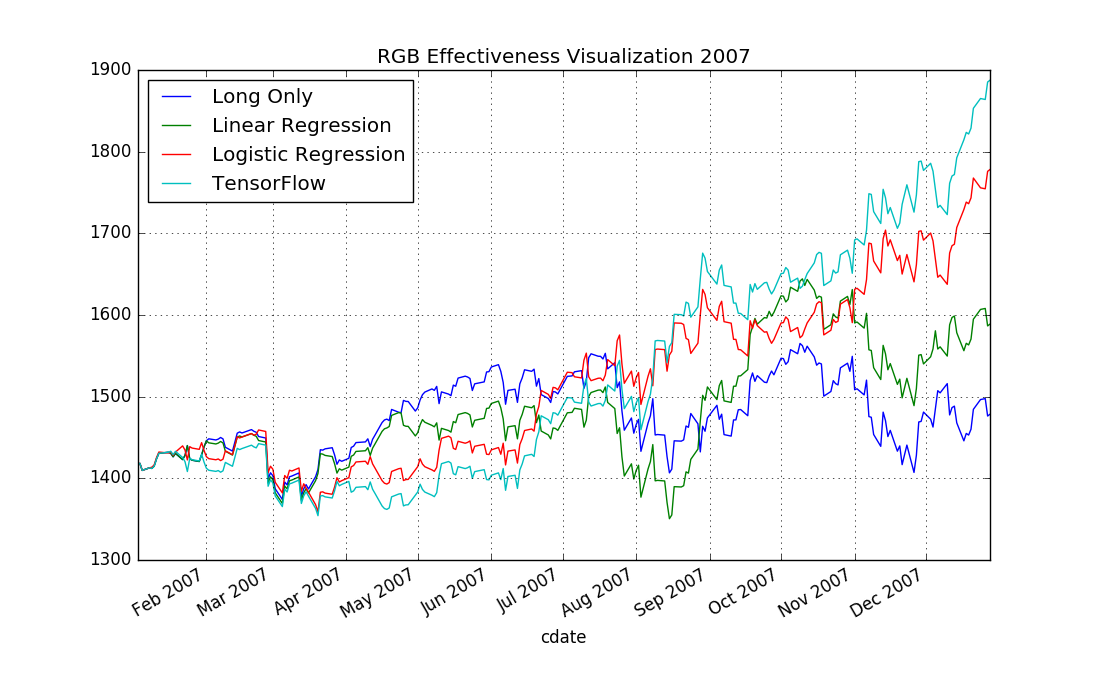 RGB Effectiveness Visualization 2007
1900
1800
1700
1600
1500
1400
1300
Long Only
Linear Regression
Logistic Regression
TensorFlow
Feb 2007
Mar 2007
Apr 2007
May 2007
Jun 2007
Jul 2007
Aug 2007
Sep 2007
Oct 2007
Nov 2007
Dec 2007
cdate